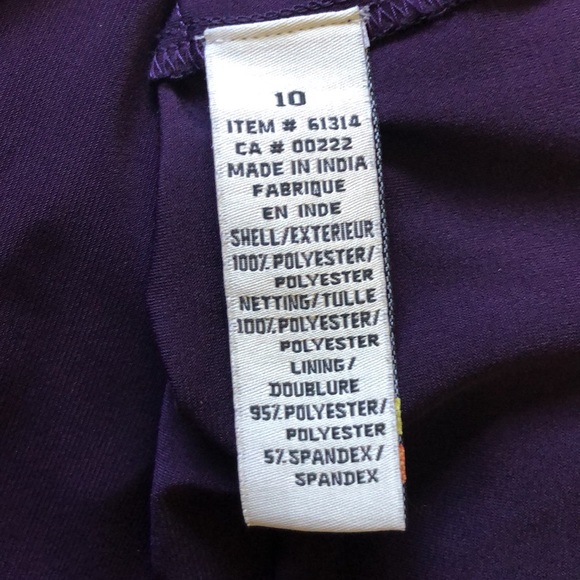 10
ITEM # 61314
CA # 00222
MADE IN INDIA
FABRIQUE
EN INDE
SHELL/EXTERIEUR
100% POLYESTER/
POLYESTER
NETTING/TULLE
100% POLYESTER/
POLYESTER
LINING/
DOUBLURE
95% POLYESTER/
POLYESTER
5% SPANDEX/
SPANDEX